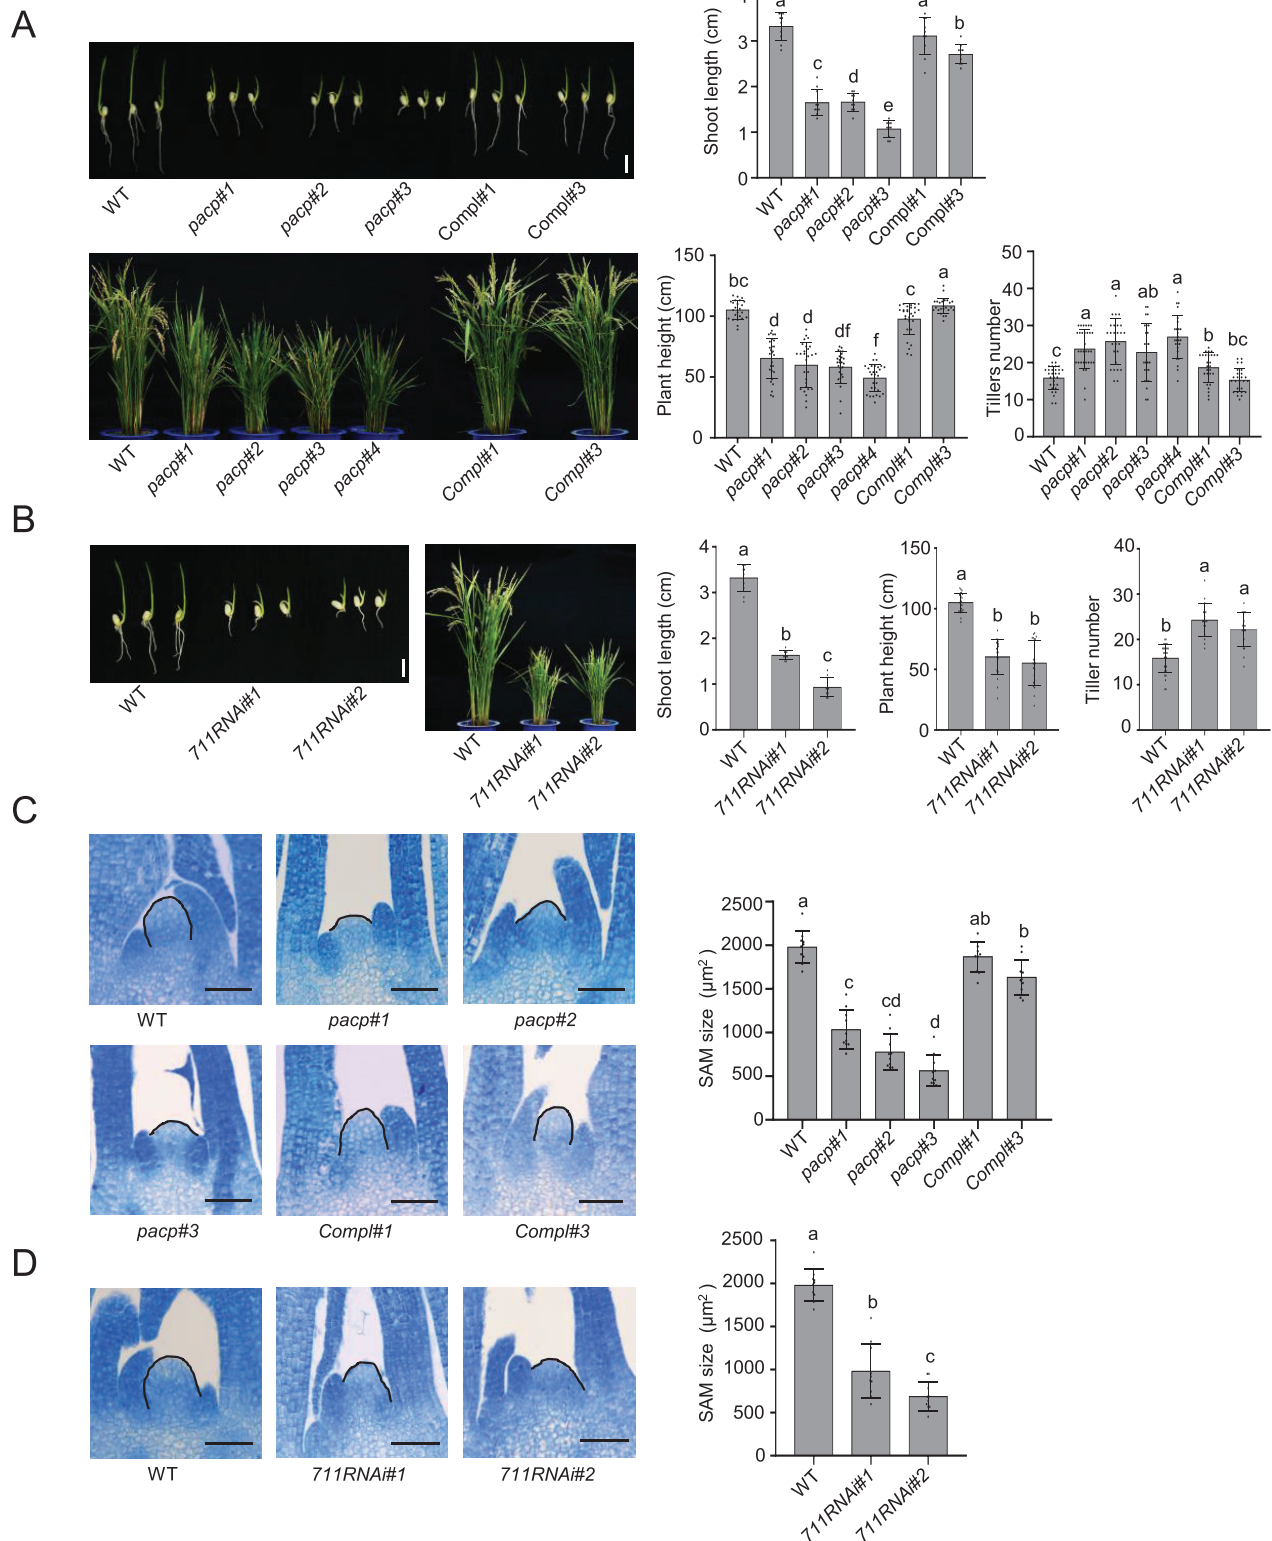 A
WT
pacp#1
pacp#2
pacp#3
Compl#1
Compl#3
Shoot length (cm)
3
2
1
0
a
c
d
e
a
b
WT
pacp#1
pacp#2
pacp#3
Compl#1
Compl#3
WT
pacp#1
pacp#2
pacp#3
pacp#4
Compl#1
Compl#3
Plant height (cm)
150
100
50
0
bc
d
d
df
f
c
a
WT
pacp#1
pacp#2
pacp#3
pacp#4
Compl#1
Compl#3
Tillers number
50
40
30
20
10
0
c
a
a
ab
a
b
bc
WT
pacp#1
pacp#2
pacp#3
pacp#4
Compl#1
Compl#3
B
WT
711RNAi#1
711RNAi#2
WT
711RNAi#1
711RNAi#2
Shoot length (cm)
4
3
2
1
0
a
b
c
WT
711RNAi#1
711RNAi#2
Plant height (cm)
150
100
50
0
a
b
b
WT
711RNAi#1
711RNAi#2
Tiller number
40
30
20
10
0
b
a
a
WT
711RNAi#1
711RNAi#2
C
WT
pacp#1
pacp#2
pacp#3
Compl#1
Compl#3
SAM size (µm²)
2500
2000
1500
1000
500
0
a
c
cd
d
ab
b
WT
pacp#1
pacp#2
pacp#3
Compl#1
Compl#3
D
WT
711RNAi#1
711RNAi#2
SAM size (µm²)
2500
2000
1500
1000
500
0
a
b
c
WT
711RNAi#1
711RNAi#2